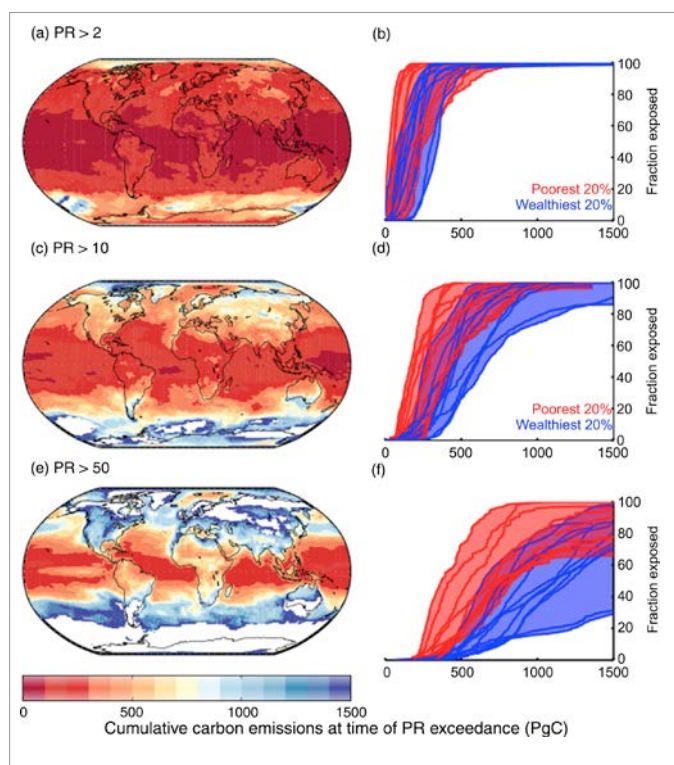 (a) PR > 2
(b)
100
80
60
40
20
0
Fraction exposed
Poorest 20%
Wealthiest 20%
0 500 1000 1500
(c) PR > 10
(d)
100
80
60
40
20
0
Fraction exposed
Poorest 20%
Wealthiest 20%
0 500 1000 1500
(e) PR > 50
(f)
100
80
60
40
20
0
Fraction exposed
0 500 1000 1500
0 500 1000 1500
Cumulative carbon emissions at time of PR exceedance (PgC)